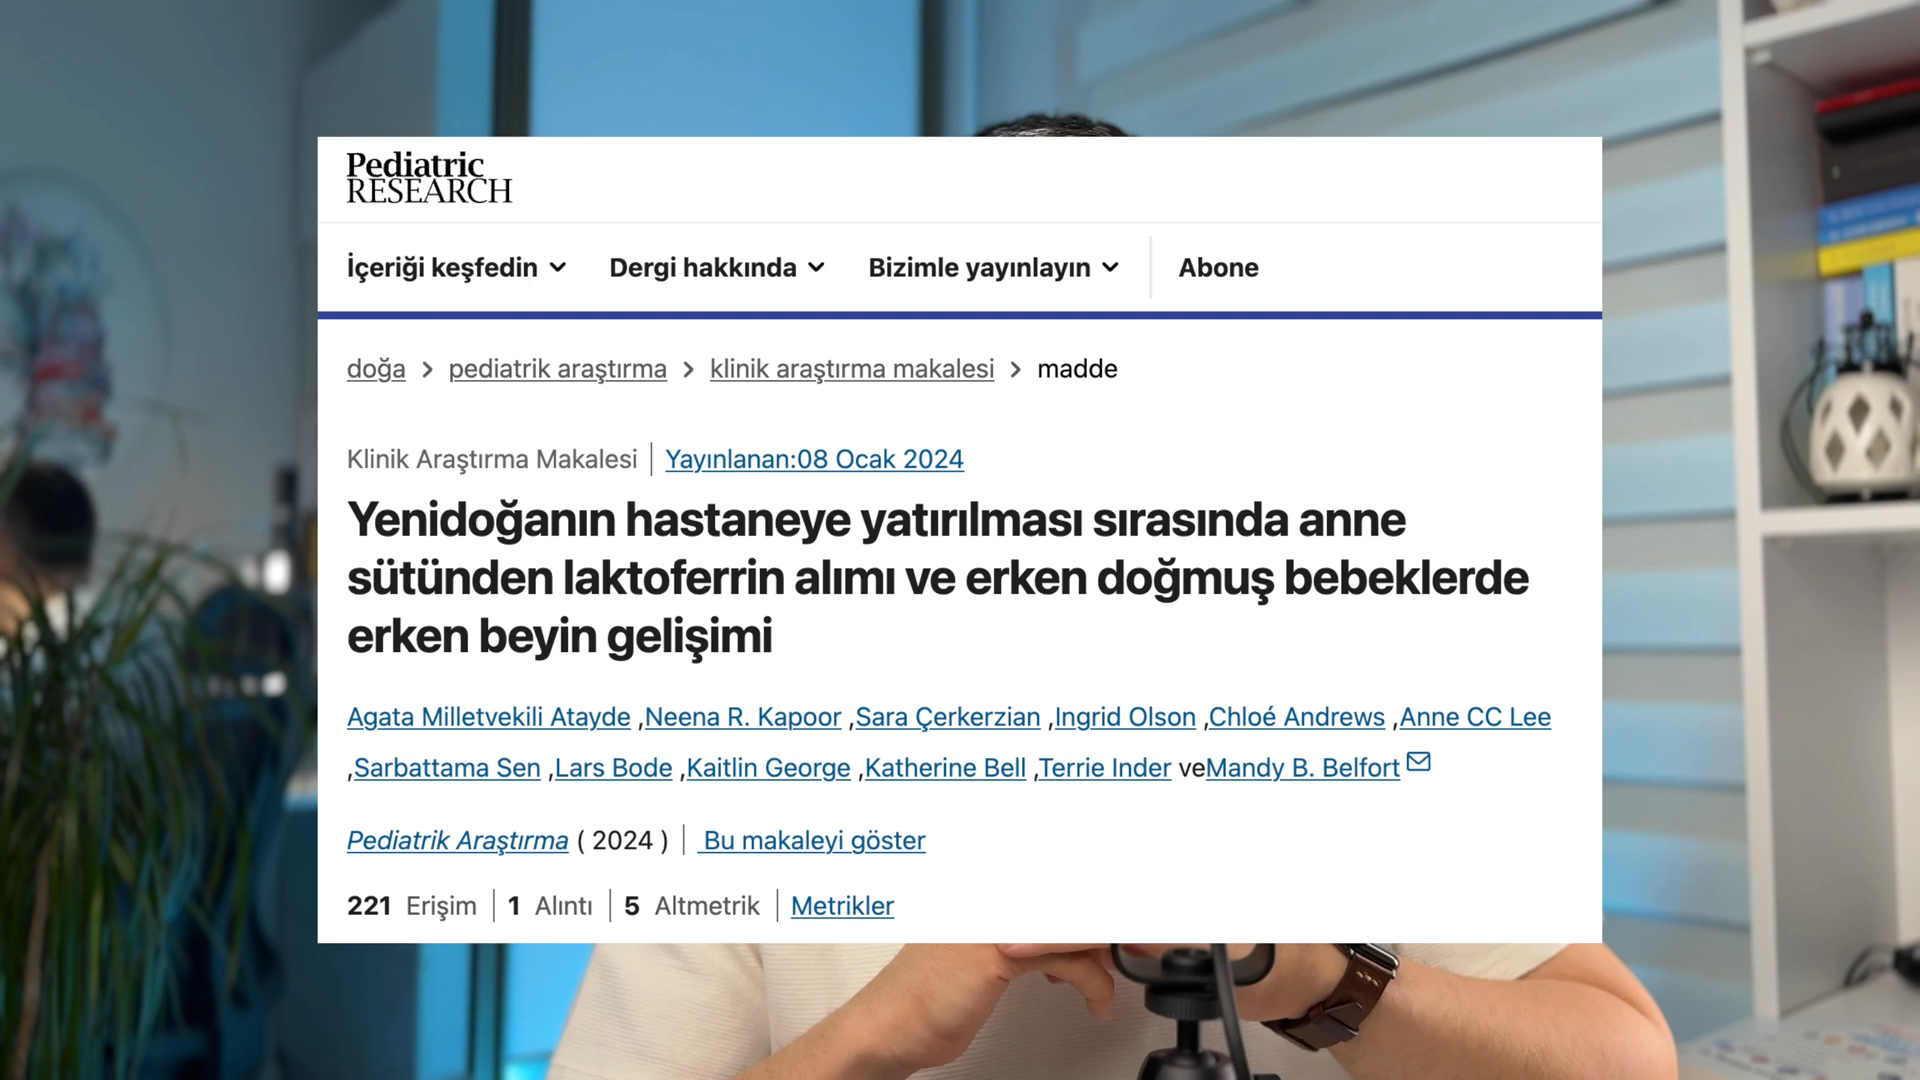 Pediatric
RESEARCH
İçeriği keşfedin Dergi hakkında Bizimle yayınlayın Abone
doğa > pediatrik araştırma > klinik araştırma makalesi > madde
Klinik Araştırma Makalesi | Yayınlanan:08 Ocak 2024
Yenidoğanın hastaneye yatırılması sırasında anne
sütünden laktoferrin alımı ve erken doğmuş bebeklerde
erken beyin gelişimi
Agata Milletvekili Atayde ,Neena R. Kapoor ,Sara Çerkerzian ,Ingrid Olson ,Chloé Andrews ,Anne CC Lee
,Sarbattama Sen ,Lars Bode ,Kaitlin George ,Katherine Bell ,Terrie Inder veMandy B. Belfort
Pediatrik Araştırma ( 2024 ) | Bu makaleyi göster
221 Erişim | 1 Alıntı | 5 Altmetrik | Metrikler